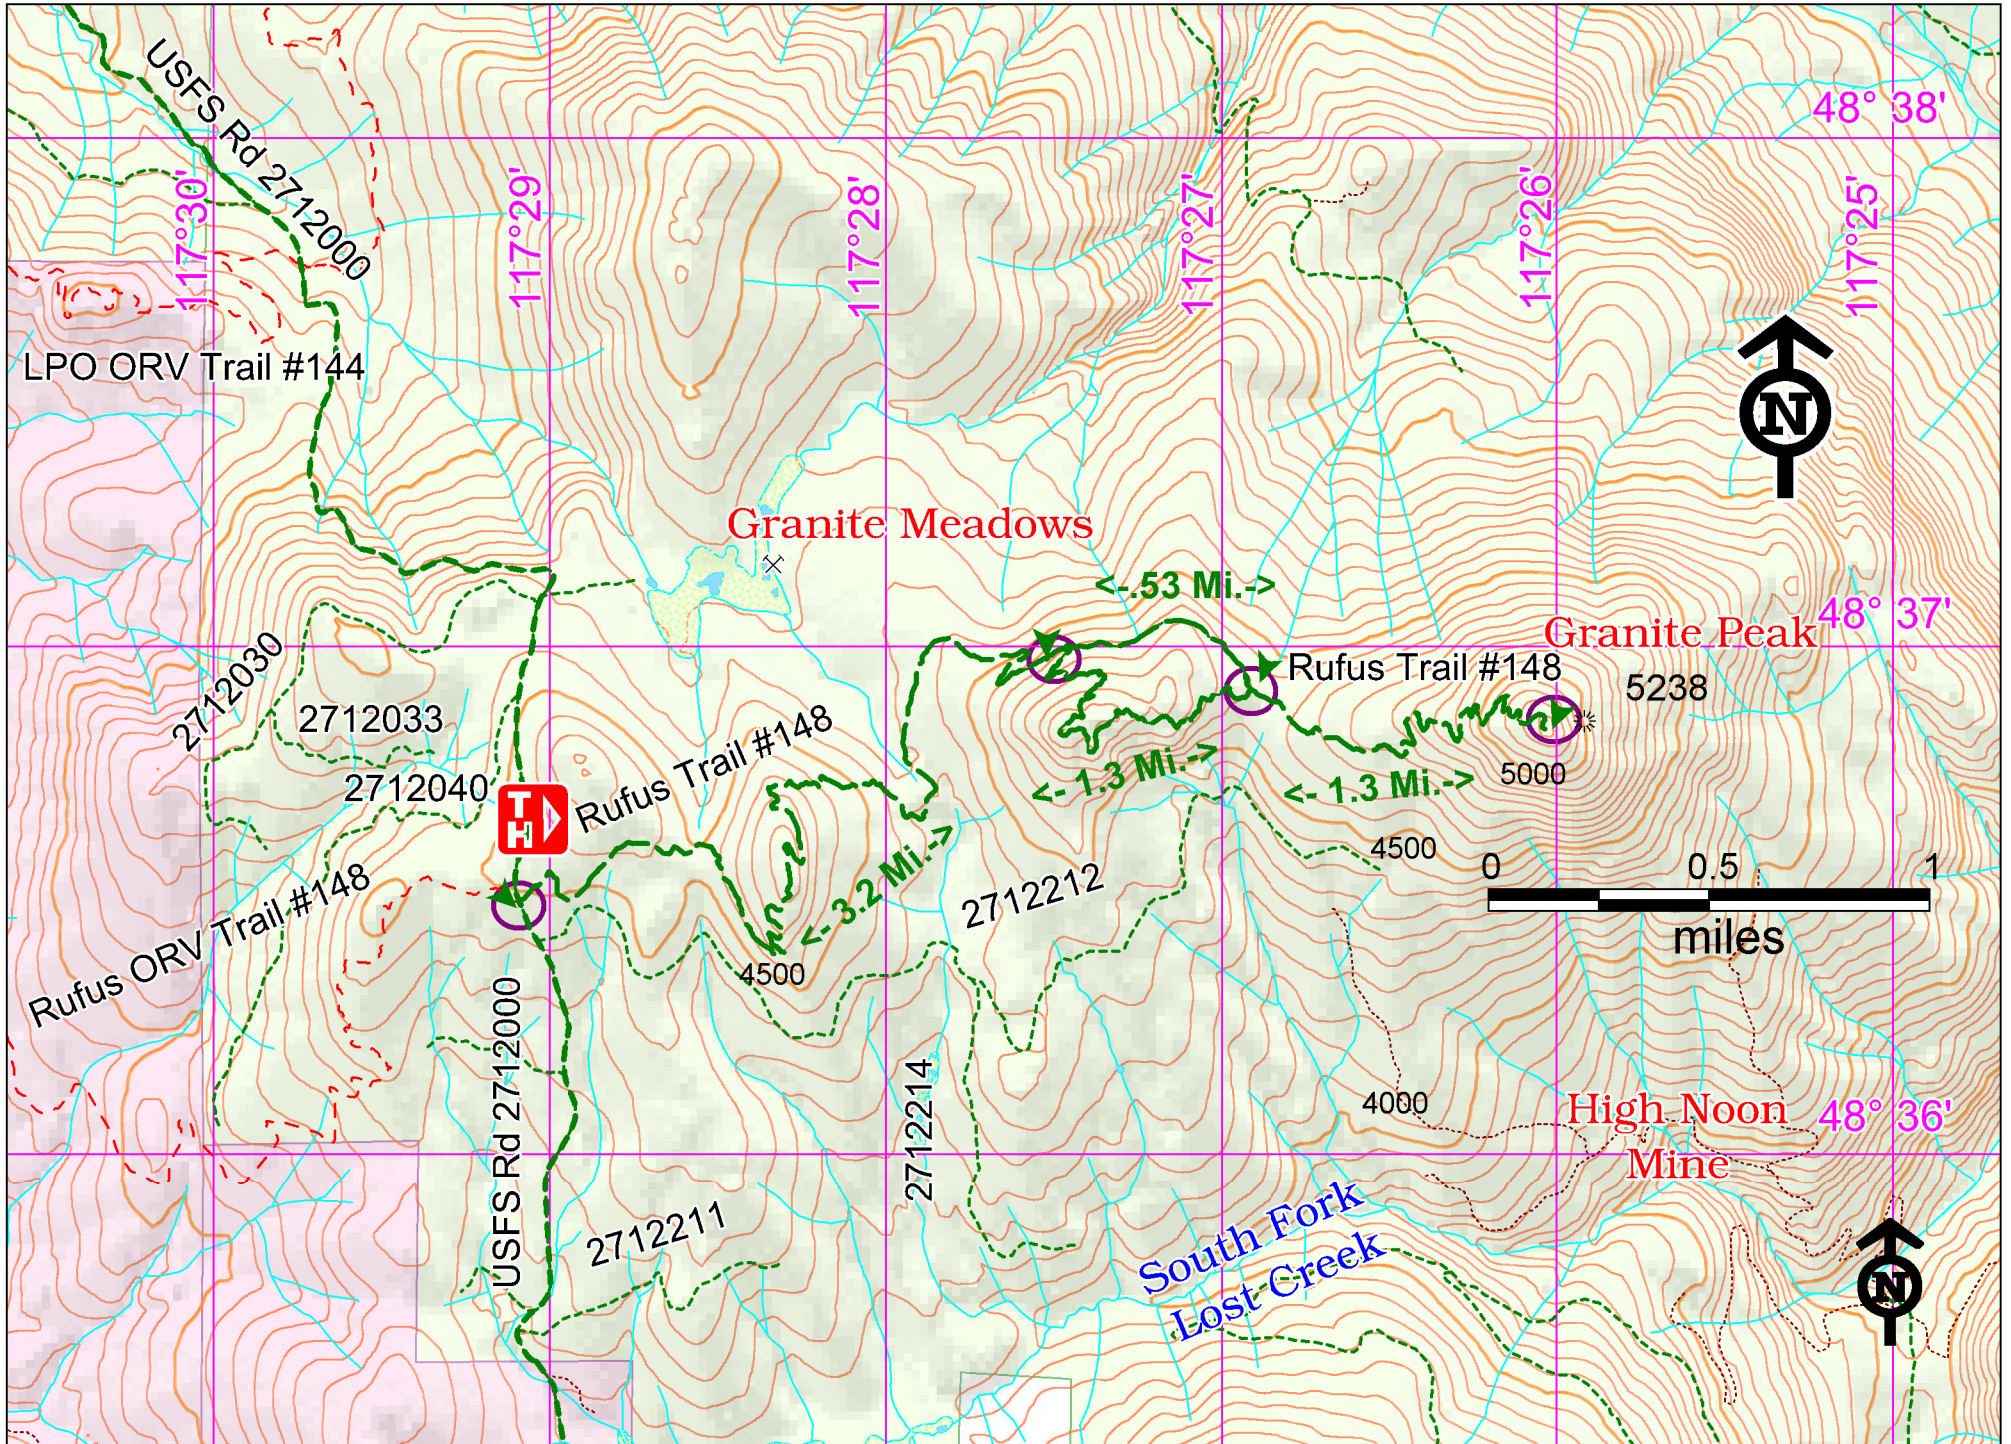 USFS Rd 2712000
48° 38'
117°30'
117°29'
117°28'
117°27'
117°26'
117°25'
LPO ORV Trail #144
N
Granite Meadows
<-.53 Mi.->
48° 37'
Granite Peak
Rufus Trail #148
5238
2712030
2712033
2712040
Rufus Trail #148
<- 1.3 Mi.->
<- 1.3 Mi.->
5000
T
H
4500
0 0.5 1
miles
Rufus ORV Trail #148
<- 3.2 Mi.->
2712212
4500
USFS Rd 2712000
2712214
4000
High Noon
Mine
48° 36'
2712211
South Fork
Lost Creek
N